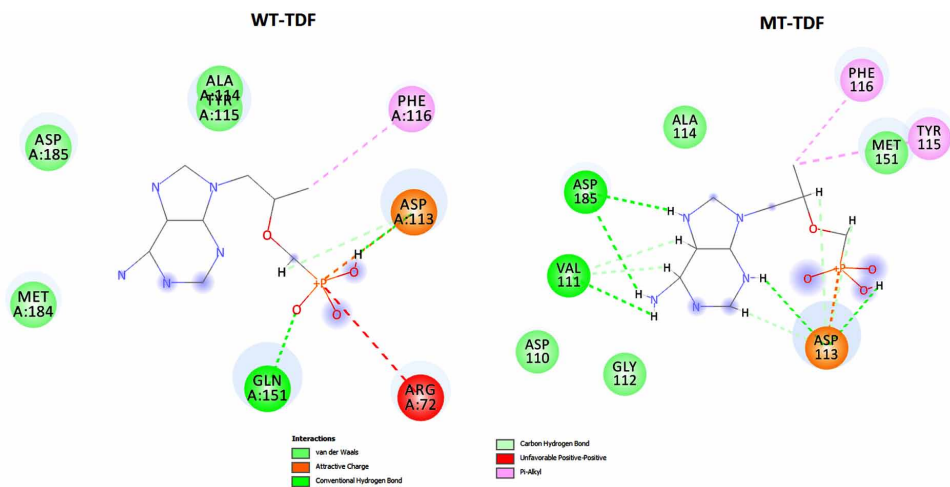 WT-TDF
MT-TDF
ALA
A:114
TYR
A:115
PHE
A:116
ASP
A:185
ASP
A:113
MET
A:184
GLN
A:151
ARG
A:72
N
N
N
N
N
N
O
H
H
P
O
O
O
PHE
116
ALA
114
MET
151
TYR
115
ASP
185
VAL
111
ASP
110
GLY
112
ASP
113
H
N
H
H
H
N
H
N
N
H
N
H
N
H
O
H
P
O
O
O
H
Interactions
van der Waals
Attractive Charge
Conventional Hydrogen Bond
Carbon Hydrogen Bond
Unfavorable Positive-Positive
Pi-Alkyl